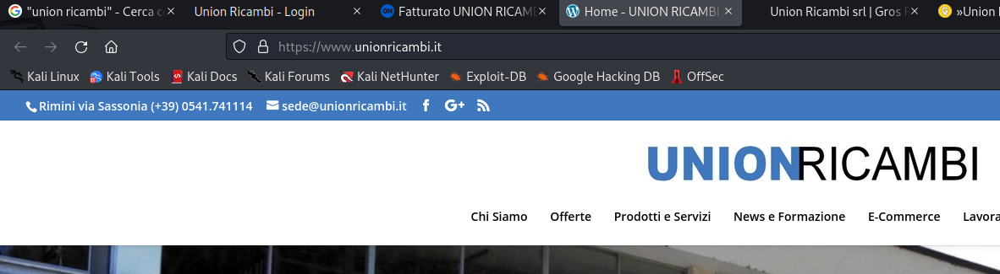 "union ricambi" - Cerca co Union Ricambi - Login Fatturato UNION RICAM Home - UNION RICAMBI Union Ricambi srl | Gros »Union
https://www.unionricambi.it
Kali Linux Kali Tools Kali Docs Kali Forums Kali NetHunter Exploit-DB Google Hacking DB OffSec
Rimini via Sassonia (+39) 0541.741114 sede@unionricambi.it
UNIONRICAMBI
Chi Siamo Offerte Prodotti e Servizi News e Formazione E-Commerce Lavora